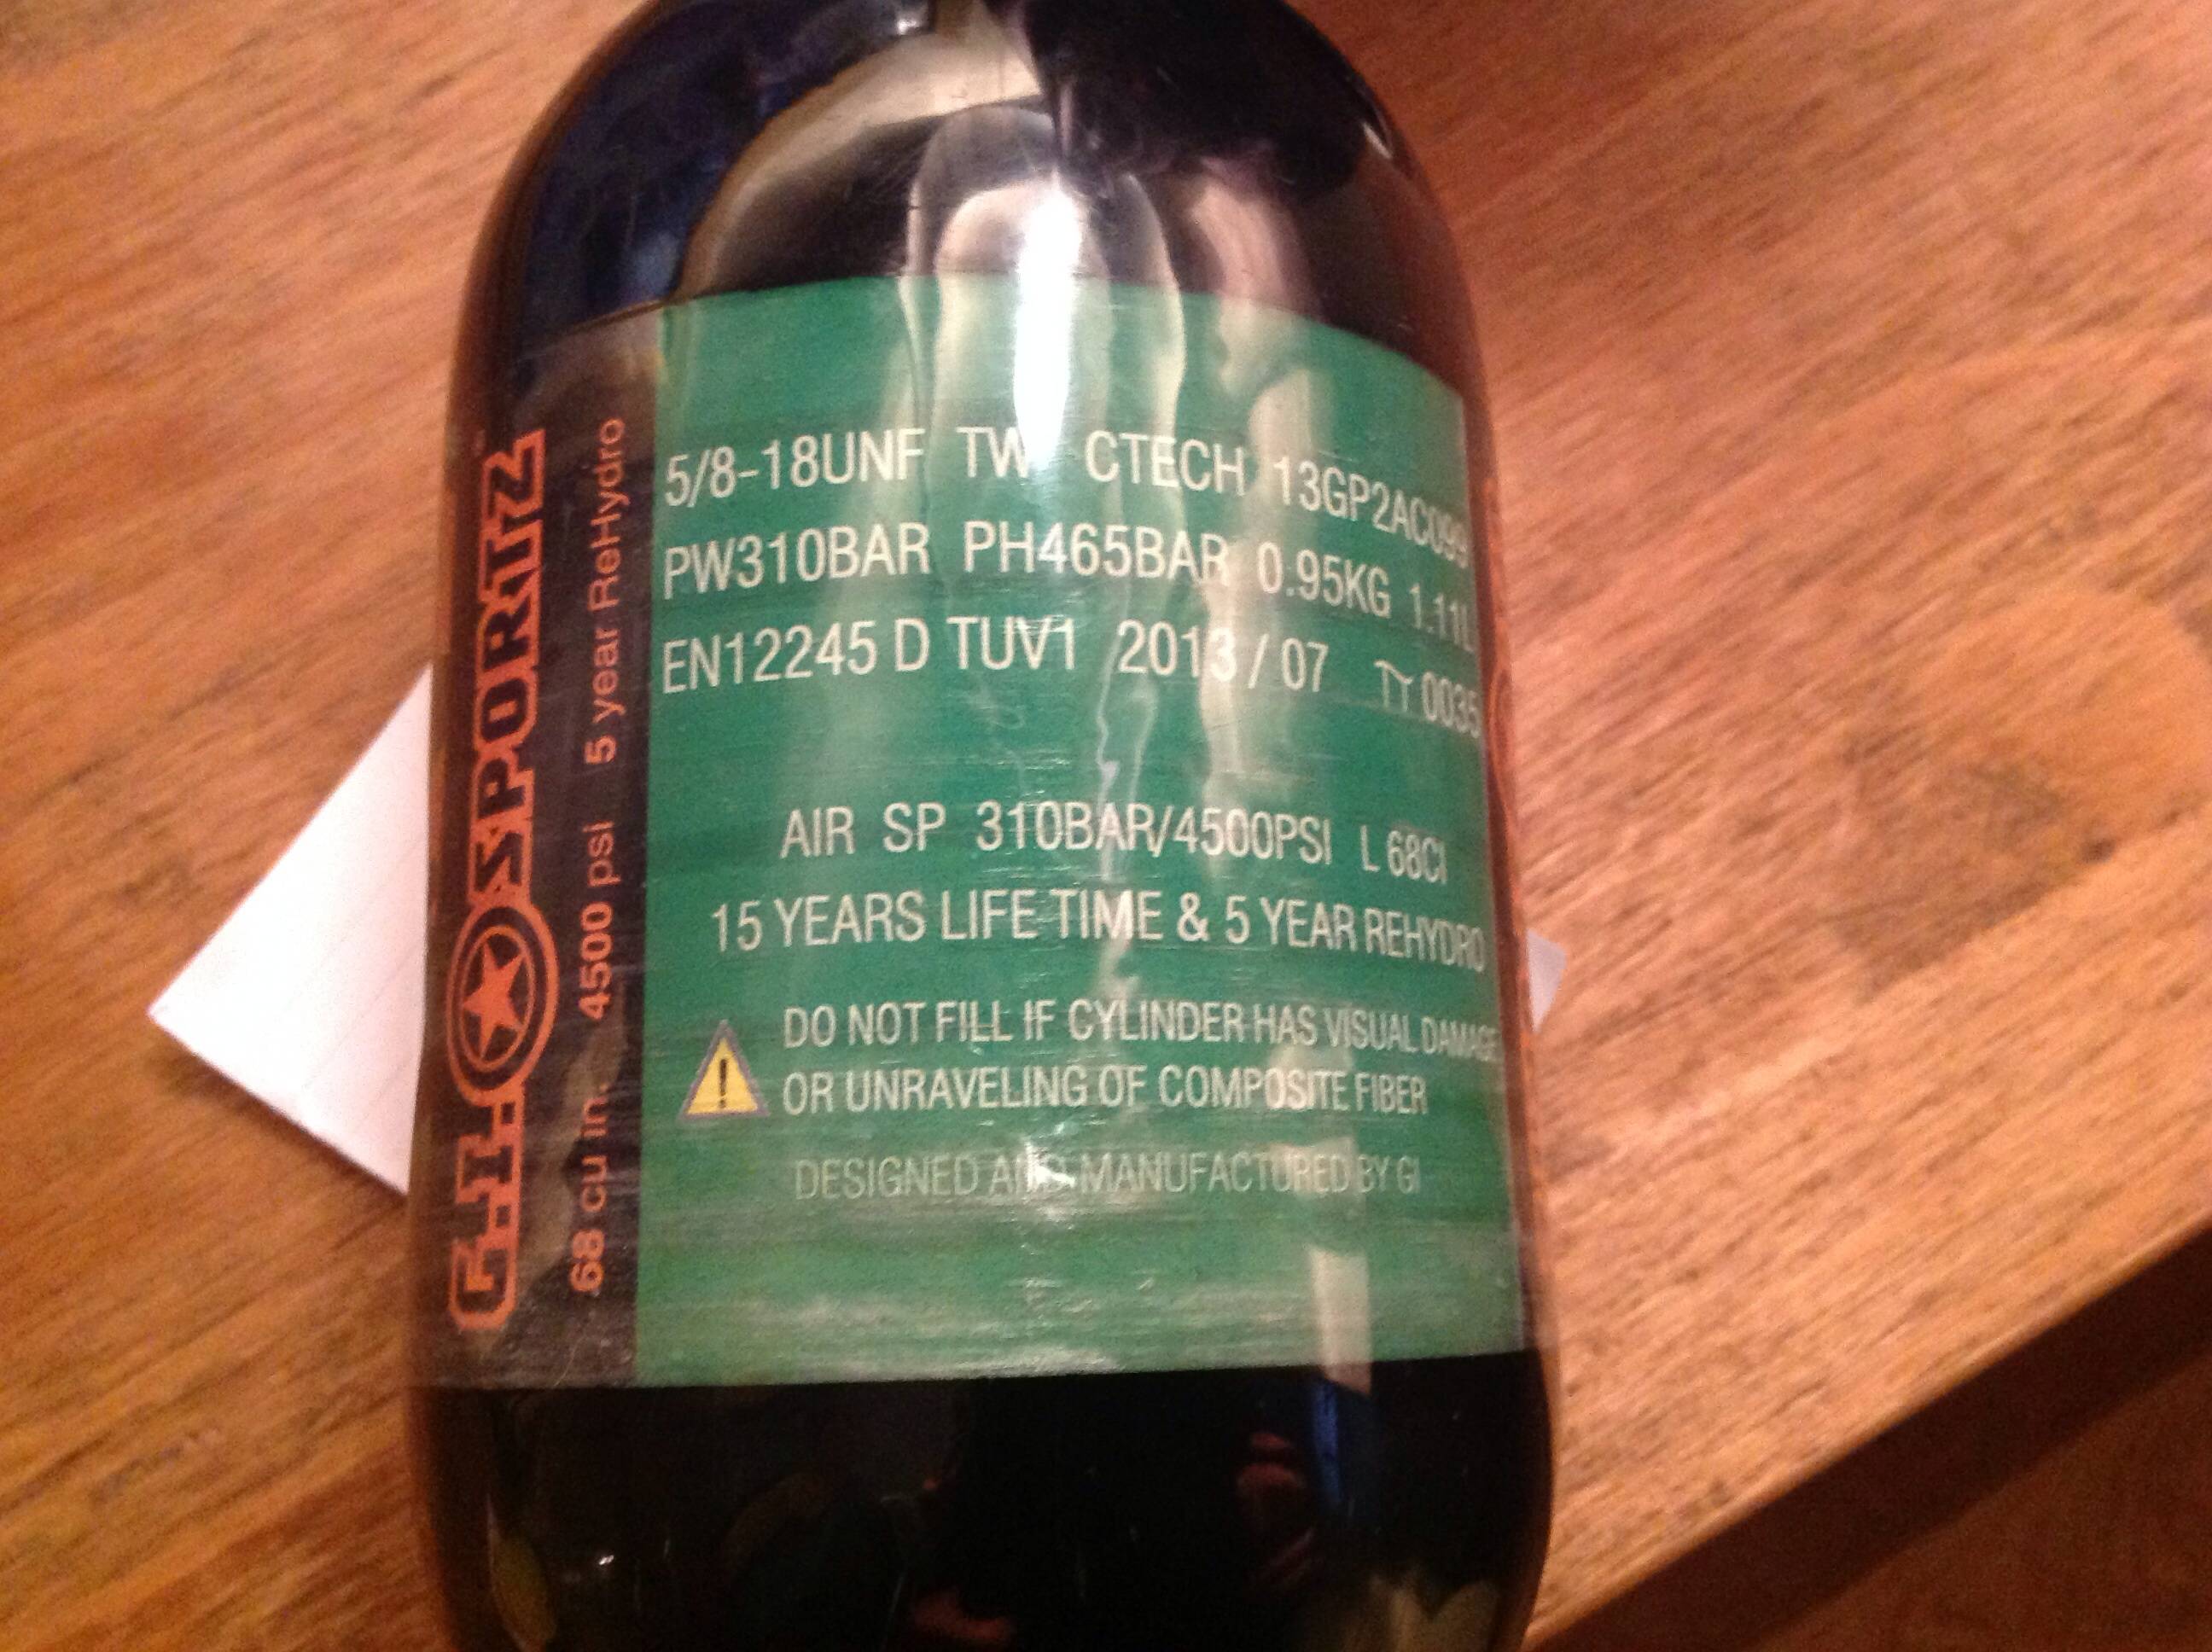 5/8-18UNF TW CTECH 13GP2AC099
PW310BAR PH465BAR 0.95KG 1.11L
EN12245 D TUV1 2013/07 0035
AIR SP 310BAR/4500PSI L 68CI
15 YEARS LIFE TIME & 5 YEAR REHYDRO
DO NOT FILL IF CYLINDER HAS VISUAL DAMAGE
OR UNRAVELING OF COMPOSITE FIBER
DESIGNED AND MANUFACTURED BY GI
G.I. SPORTZ
68 cu in. 4500 psi 5 year ReHydro